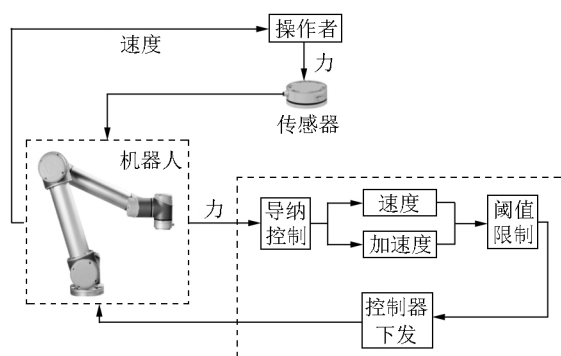 操作者
速度
力
传感器
机器人
力
导纳
控制
速度
加速度
阈值
限制
控制器
下发